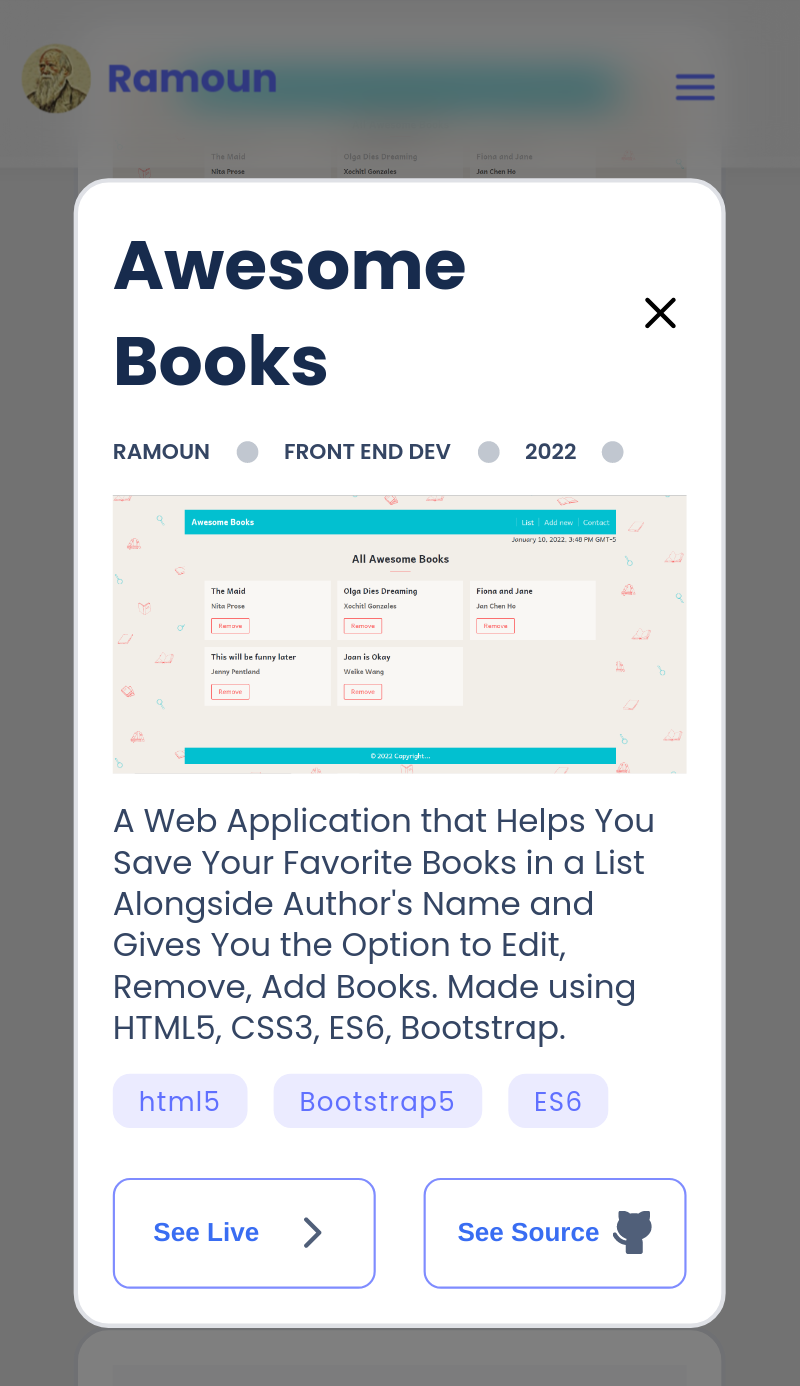 Ramoun
The Maid Olga Dies Dreaming Fiona and Jane
Nita Prose Xochitl Gonzales Jan Chen Ho
Awesome
Books
RAMOUN FRONT END DEV 2022
Awesome Books List Add new Contact
January 10, 2022. 3:48 PM GMT-5
All Awesome Books
The Maid Olga Dies Dreaming Fiona and Jane
Nita Prose Xochitl Gonzales Jan Chen Ho
Remove Remove Remove
This will be funny later Joan is Okay
Jenny Pentland Weike Wang
Remove Remove
© 2022 Copyright...
A Web Application that Helps You
Save Your Favorite Books in a List
Alongside Author's Name and
Gives You the Option to Edit,
Remove, Add Books. Made using
HTML5, CSS3, ES6, Bootstrap.
html5 Bootstrap5 ES6
See Live See Source